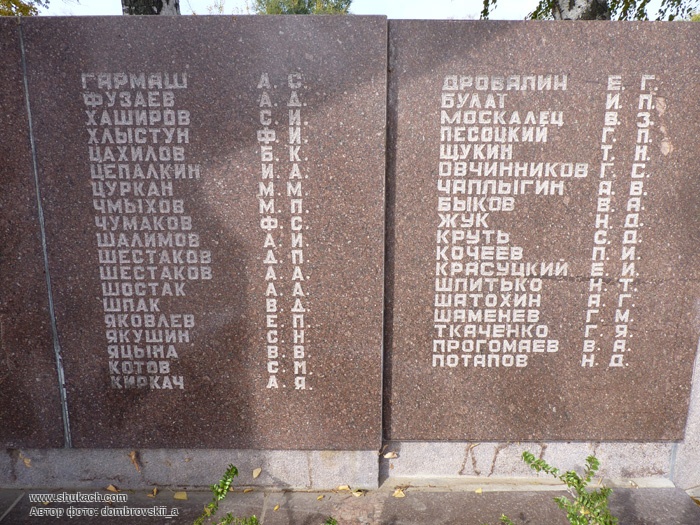 ГАРМАШ А. С.
ФУЗАЕВ А. Д.
ХАШИРОВ С. И.
ХЛЫСТУН Ф. И.
ЦАХИЛОВ Б. К.
ЦЕПАЛКИН И. А.
ЦУРКАН М. М.
ЧМЫХОВ М. П.
ЧУМАКОВ Ф. С.
ШАЛИМОВ А. И.
ШЕСТАКОВ Д. П.
ШЕСТАКОВ А. А.
ШОСТАК А. А.
ШПАК В. Д.
ЯКОВЛЕВ Е. П.
ЯКУШИН С. Н.
ЯЦЫНА В. В.
КОТОВ С. М.
КИРКАЧ А. Я.
ДРОВАЛИН Е. Г.
БУЛАТ И. П.
МОСКАЛЕЦ В. З.
ПЕСОЦКИЙ Г. П.
ЩУКИН Т. Н.
ОВЧИННИКОВ Г. С.
ЧАПЛЫГИН А. В.
БЫКОВ В. А.
ЖУК Н. Д.
КРУТЬ С. Д.
КОЧЕЕВ П. И.
КРАСУЦКИЙ Е. И.
ШПИТЬКО Н. Т.
ШАТОХИН А. Г.
ШАМЕНЕВ Г. М.
ТКАЧЕНКО Г. Я.
ПРОГОМАЕВ В. А.
ПОТАПОВ Н. Д.
www.shukach.com
Автор фото: dombrovskii_a